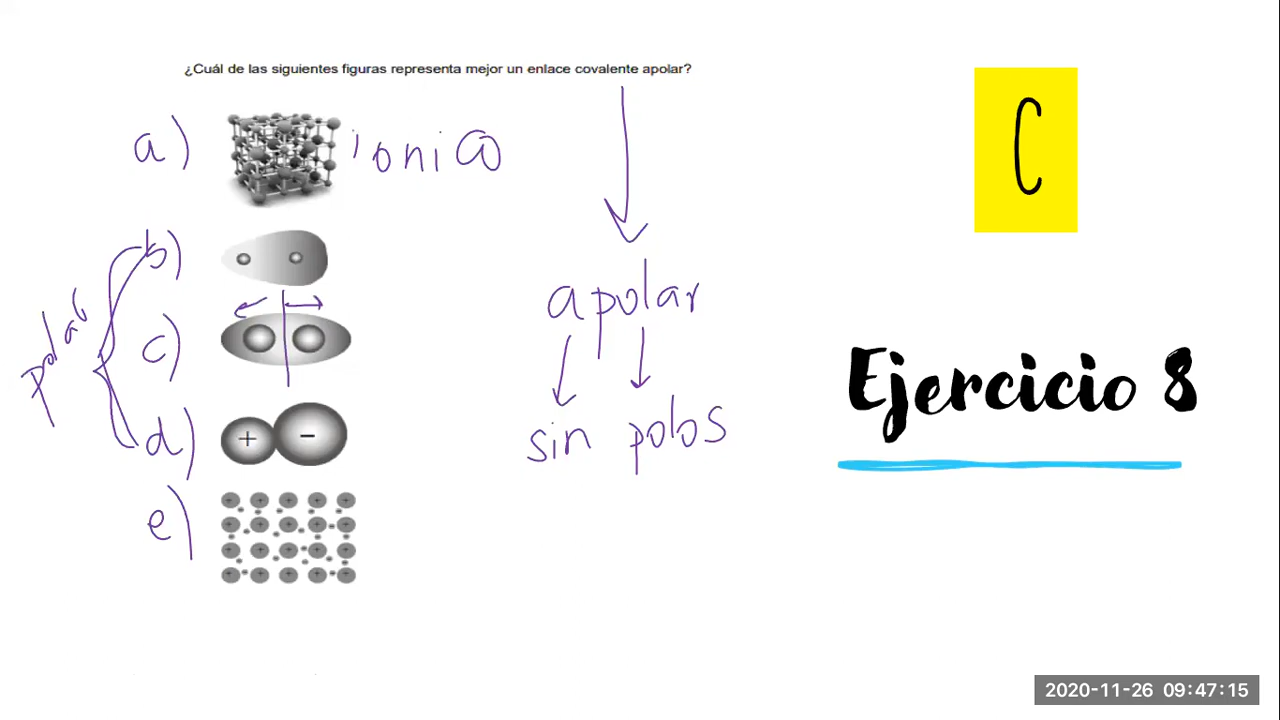 ¿Cuál de las siguientes figuras representa mejor un enlace covalente apolar?
C
a)
ionico
b)
polar
apolar
c)
Ejercicio 8
sin polos
d)
+ -
e)
2020-11-26 09:47:15